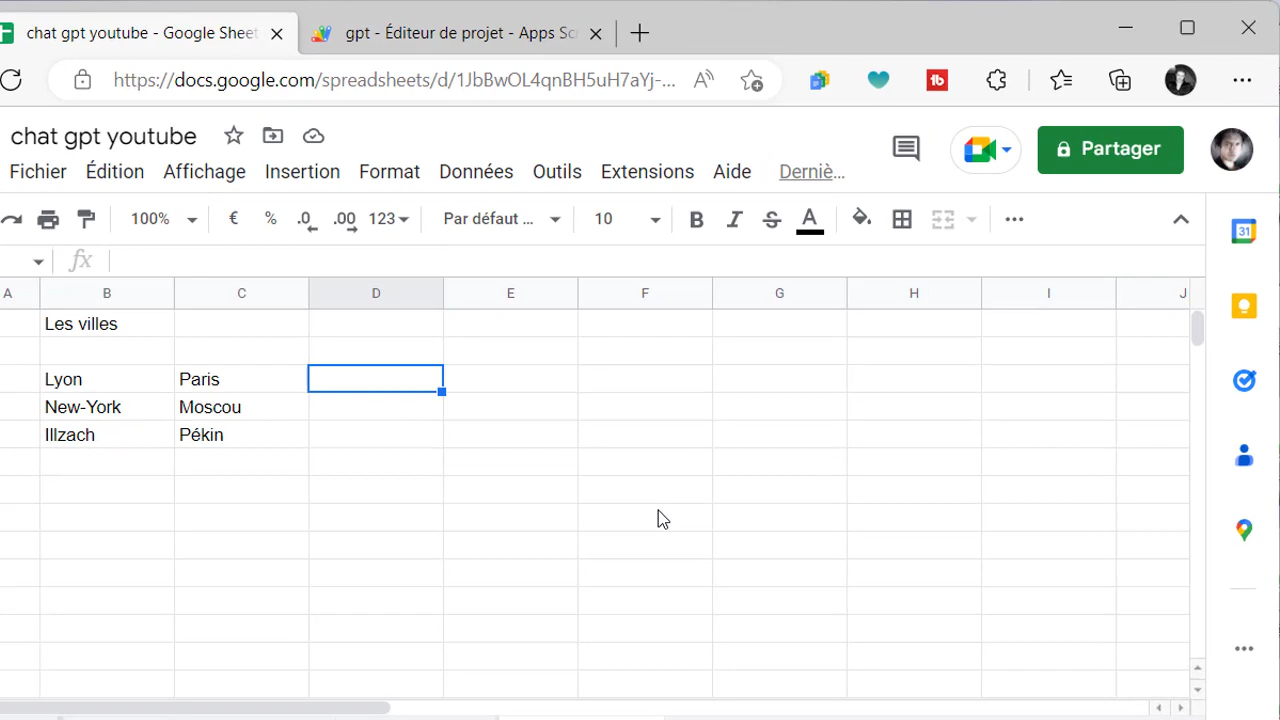 chat gpt youtube - Google Sheet
gpt - Éditeur de projet - Apps Scr
https://docs.google.com/spreadsheets/d/1JbBwOL4qnBH5uH7aYj-...
chat gpt youtube
Partager
Fichier Édition Affichage Insertion Format Données Outils Extensions Aide Derniè...
100% € % .0 .00 123 Par défaut ... 10 B I S A
fx
A B C D E F G H I J
Les villes
Lyon Paris
New-York Moscou
Illzach Pékin
31